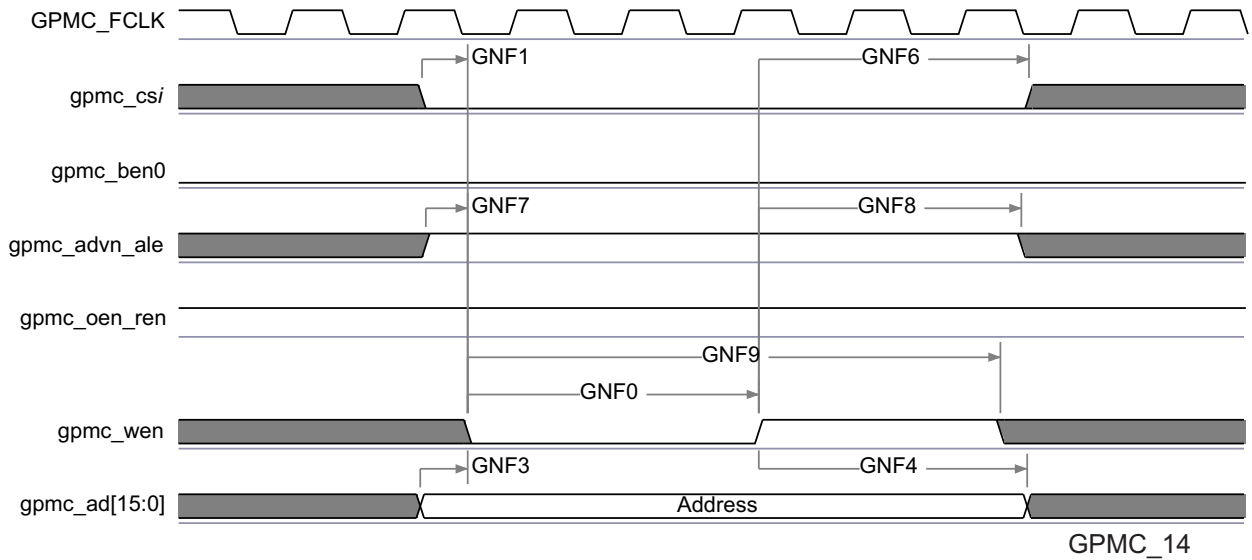 GPMC_FCLK
GNF1
GNF6
gpmc_csi
gpmc_ben0
GNF7
GNF8
gpmc_advn_ale
gpmc_oen_ren
GNF9
GNF0
gpmc_wen
GNF3
GNF4
gpmc_ad[15:0]
Address
GPMC_14